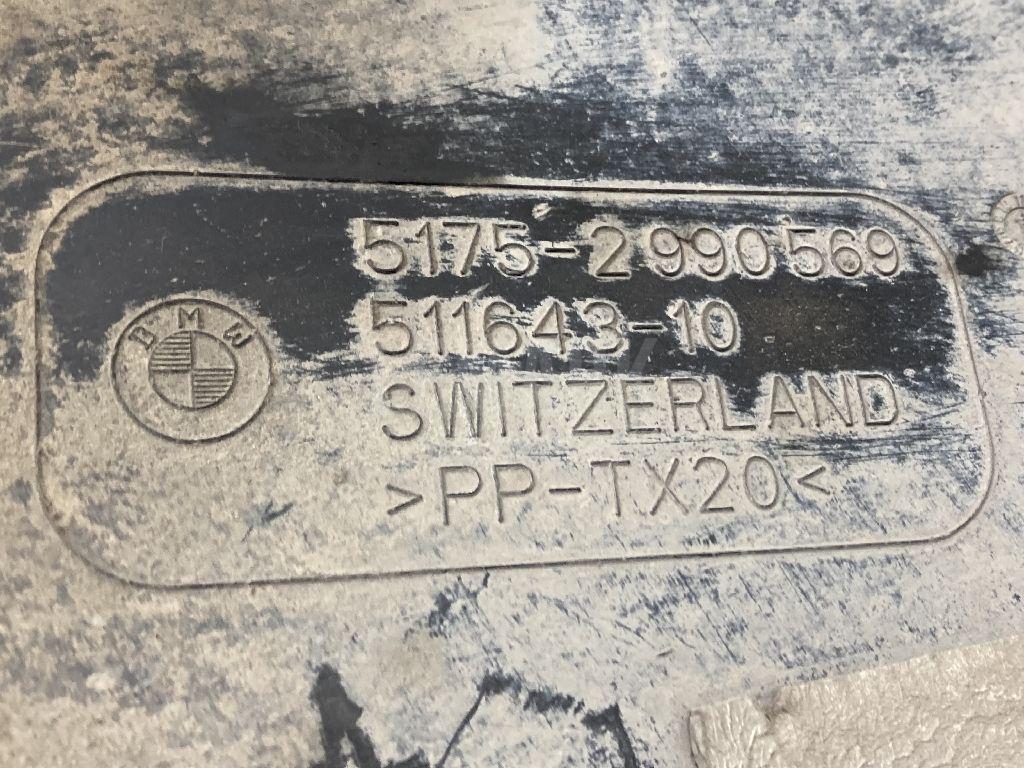 BMW
5175-2 990 569
511643-10
SWITZERLAND
>PP-TX20<